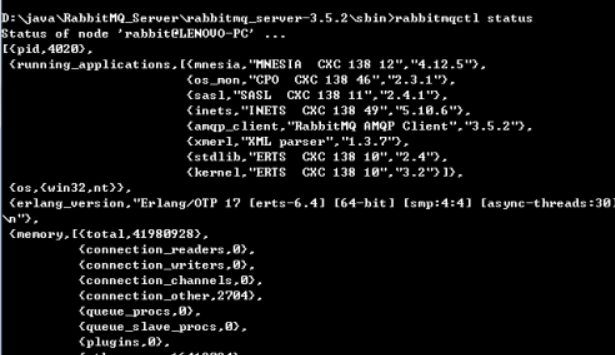 D:\java\RabbitMQ_Server\rabbitmq_server-3.5.2\sbin>rabbitmqctl status
Status of node 'rabbit@LENOVO-PC' ...
[{pid,4020},
{running_applications,[{mnesia,"MNESIA  CXC 138 12","4.12.5"},
{os_mon,"CPO  CXC 138 46","2.3.1"},
{sasl,"SASL  CXC 138 11","2.4.1"},
{inets,"INETS  CXC 138 49","5.10.6"},
{amqp_client,"RabbitMQ AMQP Client","3.5.2"},
{xmerl,"XML parser","1.3.7"},
{stdlib,"ERTS  CXC 138 10","2.4"},
{kernel,"ERTS  CXC 138 10","3.2"}]},
{os,{win32,nt}},
{erlang_version,"Erlang/OTP 17 [erts-6.4] [64-bit] [smp:4:4] [async-threads:30]
\n"},
{memory,[{total,41980928},
{connection_readers,0},
{connection_writers,0},
{connection_channels,0},
{connection_other,2704},
{queue_procs,0},
{queue_slave_procs,0},
{plugins,0},